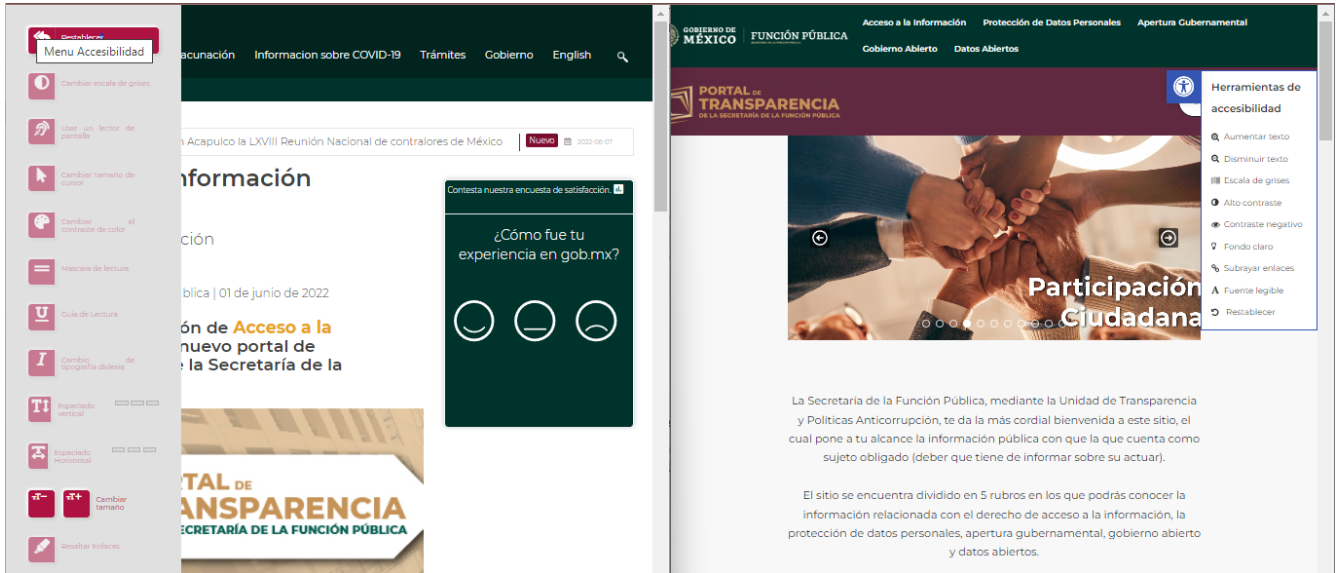 Restablecer
Menu Accesibilidad
Cambiar escala de grises
Usar un lector de
pantalla
Cambiar tamaño de
cursor
Cambiar el
contraste de color
Mascara de lectura
Guia de Lectura
Cambio de
tipografía dislexia
Espaciado
vertical
Espaciado
Horizontal
Cambiar
tamaño
Resaltar Enlaces
acunación Informacion sobre COVID-19 Trámites Gobierno English
n Acapulco la LXVIII Reunión Nacional de contralores de México Nuevo 2022-06-07
nformación
ción
blica | 01 de junio de 2022
ón de Acceso a la
nuevo portal de
e la Secretaría de la
TAL DE
ANSPARENCIA
ECRETARÍA DE LA FUNCIÓN PÚBLICA
Contesta nuestra encuesta de satisfacción.
¿Cómo fue tu
experiencia en gob.mx?
GOBIERNO DE
MÉXICO
FUNCIÓN PÚBLICA
Acceso a la Información Protección de Datos Personales Apertura Gubernamental
Gobierno Abierto Datos Abiertos
PORTAL DE
TRANSPARENCIA
DE LA SECRETARÍA DE LA FUNCIÓN PÚBLICA
Herramientas de
accesibilidad
Aumentar texto
Disminuir texto
Escala de grises
Alto contraste
Contraste negativo
Fondo claro
Subrayar enlaces
Fuente legible
Restablecer
Participación
Ciudadana
La Secretaría de la Función Pública, mediante la Unidad de Transparencia
y Políticas Anticorrupción, te da la más cordial bienvenida a este sitio, el
cual pone a tu alcance la información pública con que la que cuenta como
sujeto obligado (deber que tiene de informar sobre su actuar).
El sitio se encuentra dividido en 5 rubros en los que podrás conocer la
información relacionada con el derecho de acceso a la información, la
protección de datos personales, apertura gubernamental, gobierno abierto
y datos abiertos.